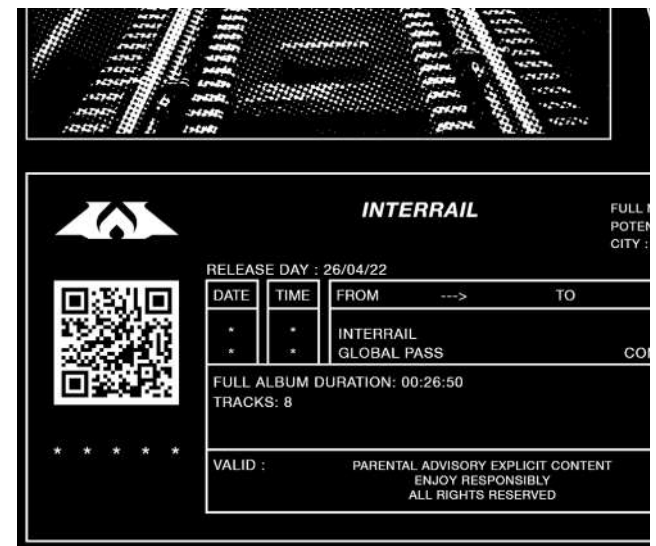 INTERRAIL
FULL
POTEN
CITY :
RELEASE DAY : 26/04/22
DATE TIME FROM ---> TO
* * INTERRAIL
* * GLOBAL PASS CO
FULL ALBUM DURATION: 00:26:50
TRACKS: 8
* * * * *
VALID : PARENTAL ADVISORY EXPLICIT CONTENT
ENJOY RESPONSIBLY
ALL RIGHTS RESERVED